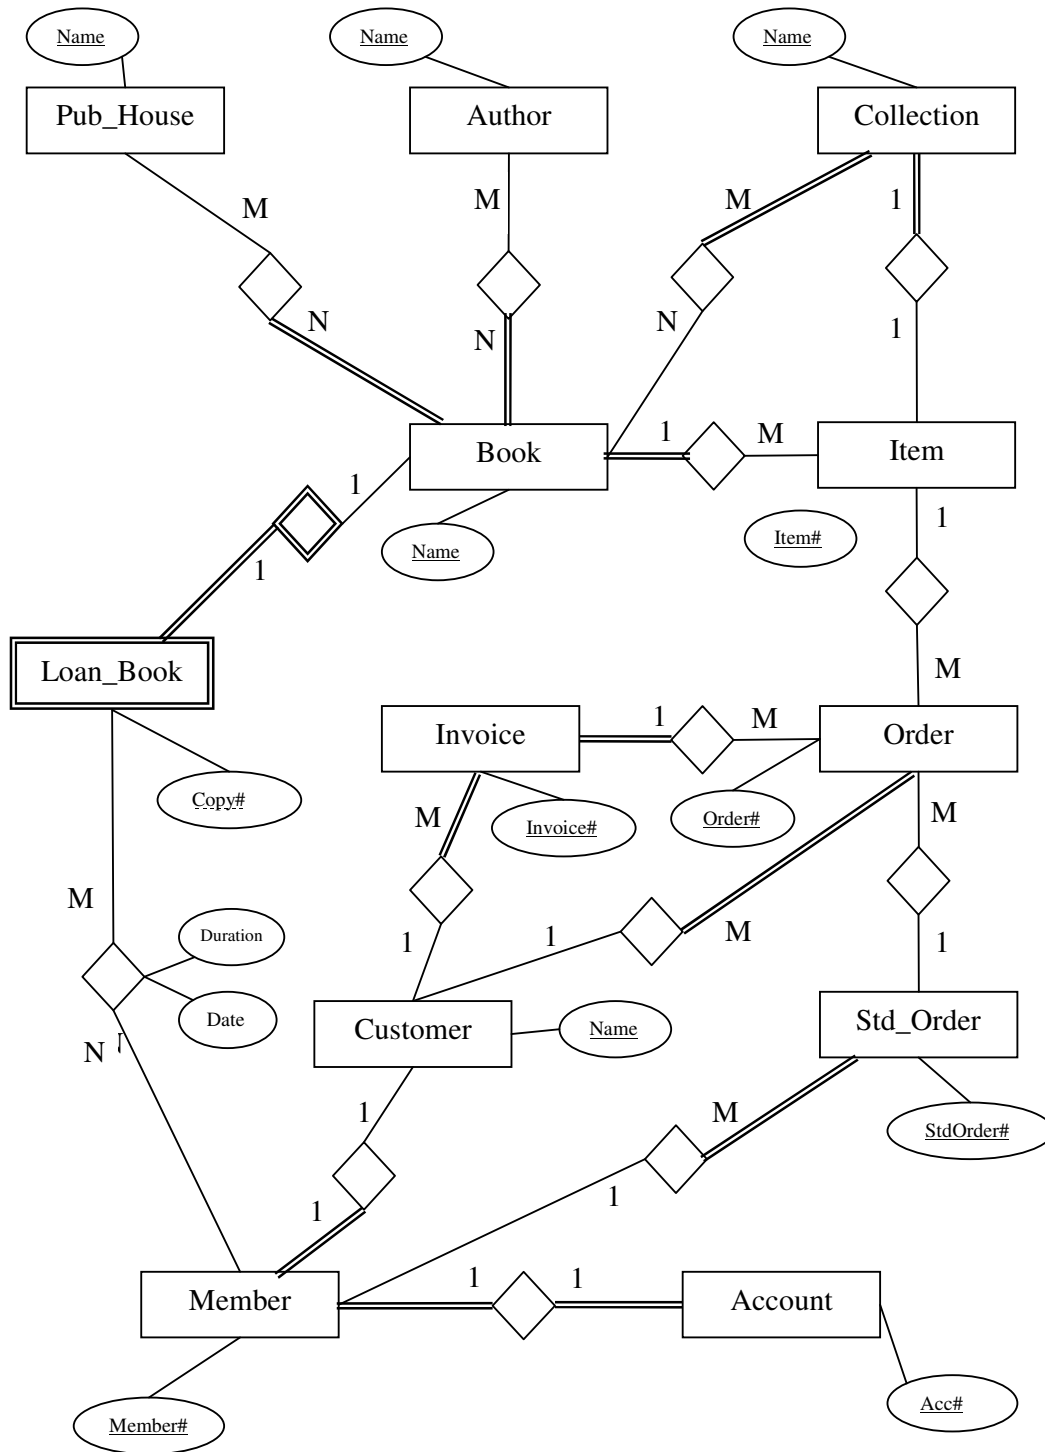 Name
Name
Name
Pub_House
Author
Collection
M
M
M
1
N
N
N
1
Book
1
M
Item
1
1
Name
Item#
1
Loan_Book
M
Invoice
1
M
Order
Copy#
M
Invoice#
Order#
M
M
Duration
1
1
M
1
Date
N
Customer
Name
Std_Order
1
M
StdOrder#
1
1
Member
1
1
Account
Member#
Acc#